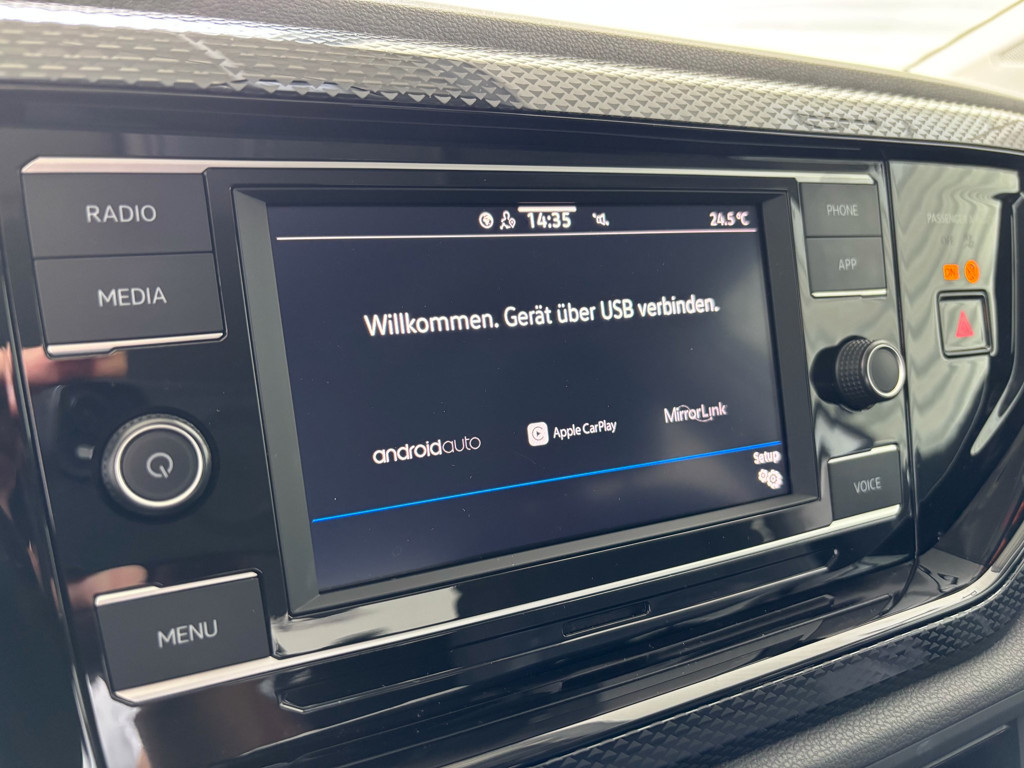 RADIO
MEDIA
MENU
14:35
24.5°C
Willkommen. Gerät über USB verbinden.
androidauto
Apple CarPlay
MirrorLink
Setup
PHONE
APP
VOICE